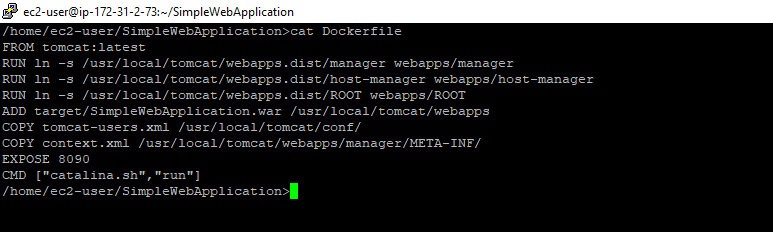 ec2-user@ip-172-31-2-73:~/SimpleWebApplication
/home/ec2-user/SimpleWebApplication>cat Dockerfile
FROM tomcat:latest
RUN ln -s /usr/local/tomcat/webapps.dist/manager webapps/manager
RUN ln -s /usr/local/tomcat/webapps.dist/host-manager webapps/host-manager
RUN ln -s /usr/local/tomcat/webapps.dist/ROOT webapps/ROOT
ADD target/SimpleWebApplication.war /usr/local/tomcat/webapps
COPY tomcat-users.xml /usr/local/tomcat/conf/
COPY context.xml /usr/local/tomcat/webapps/manager/META-INF/
EXPOSE 8090
CMD ["catalina.sh","run"]
/home/ec2-user/SimpleWebApplication>